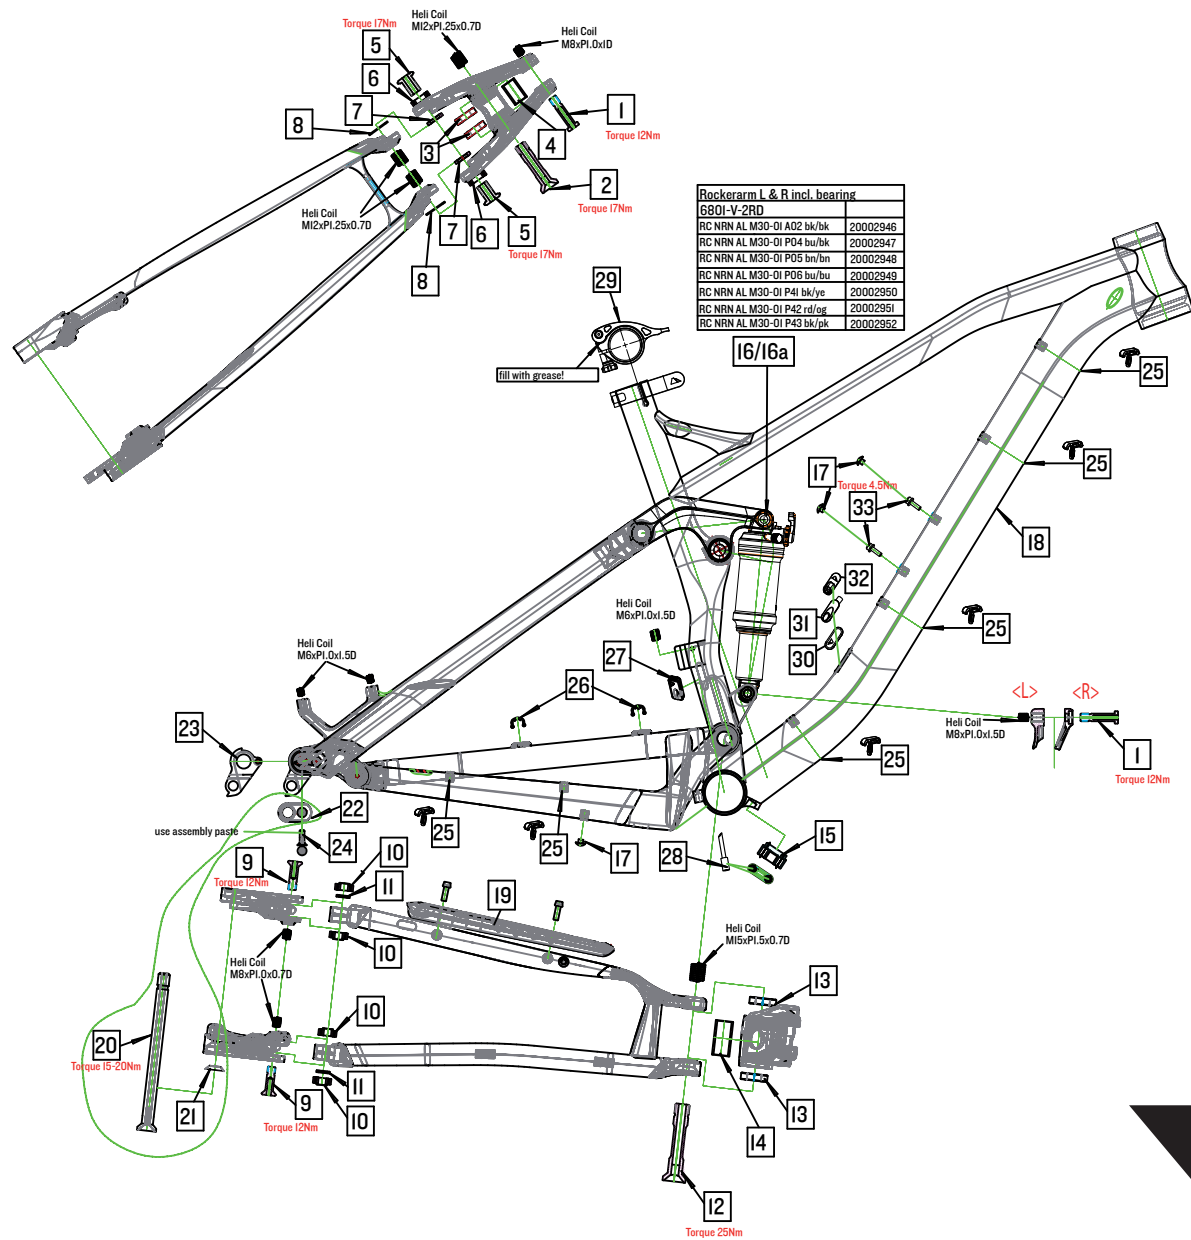 Heli Coil
M12xP1.25x0.7D
Torque 17Nm
5
Heli Coil
M8xP1.0x1D
6
7
8
3
4
1
Torque 12Nm
2
Torque 17Nm
Heli Coil
M12xP1.25x0.7D
7
6
5
Torque 17Nm
8
Rockerarm L & R incl. bearing
6801-V-2RD
RC NRN AL M30-01 A02 bk/bk 20002946
RC NRN AL M30-01 P04 bu/bk 20002947
RC NRN AL M30-01 P05 bn/bn 20002948
RC NRN AL M30-01 P06 bu/bu 20002949
RC NRN AL M30-01 P41 bk/ye 20002950
RC NRN AL M30-01 P42 rd/og 20002951
RC NRN AL M30-01 P43 bk/pk 20002952
29
fill with grease!
16/16a
25
25
17
Torque 4.5Nm
33
18
32
31
30
25
Heli Coil
M6xP1.0x1.5D
27
26
Heli Coil
M6xP1.0x1.5D
<L>
<R>
Heli Coil
M8xP1.0x1.5D
1
Torque 12Nm
23
25
22
use assembly paste
24
25
25
17
15
28
9
Torque 12Nm
10
11
19
10
Heli Coil
M8xP1.0x0.7D
Heli Coil
M15xP1.5x0.7D
13
10
20
Torque 15-20Nm
21
9
Torque 12Nm
11
10
14
13
12
Torque 25Nm